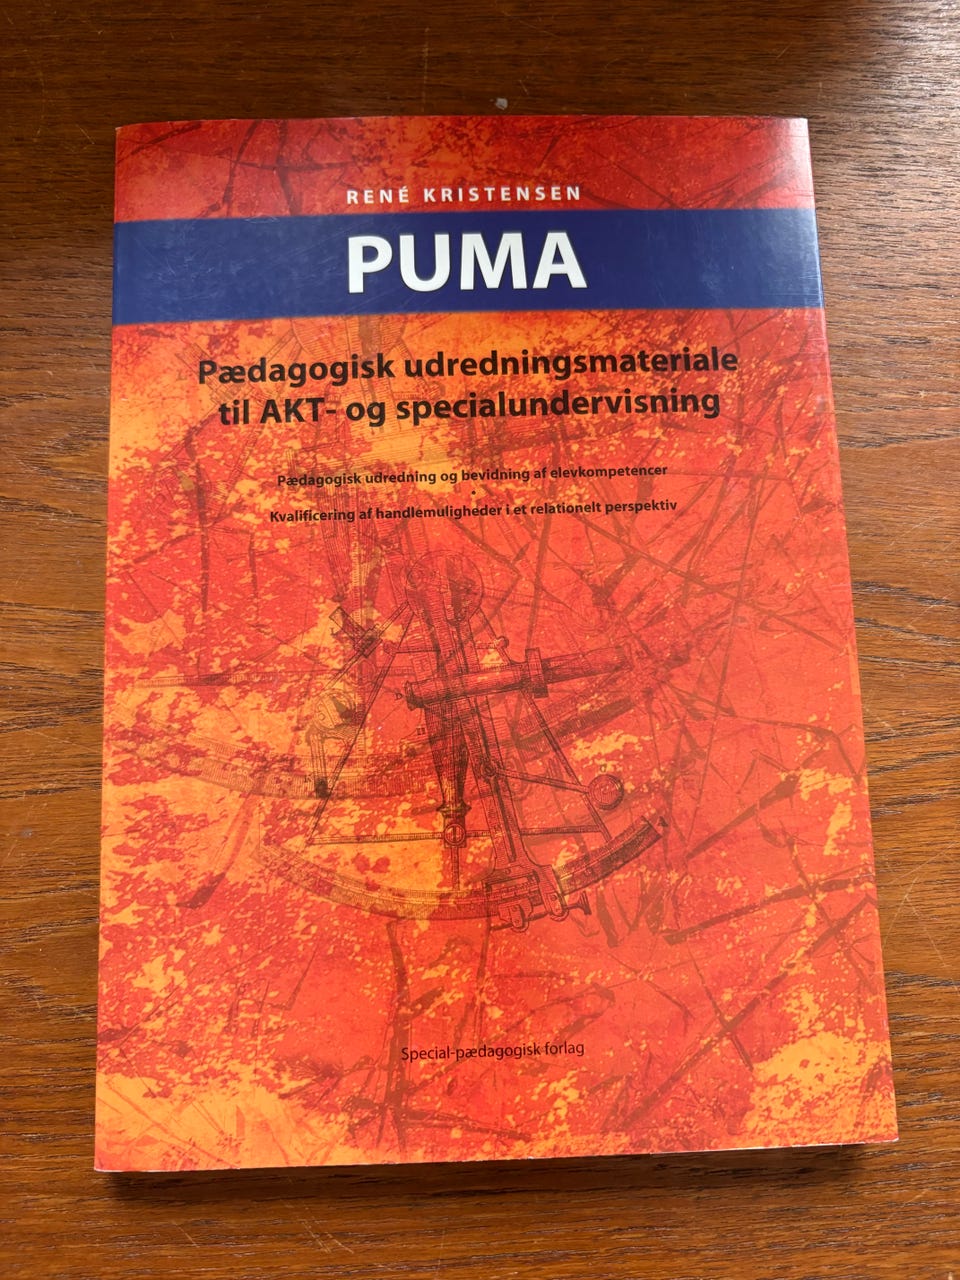 RENÉ KRISTENSEN
PUMA
Pædagogisk udredningsmateriale
til AKT- og specialundervisning
Pædagogisk udredning og bevidning af elevkompetencer
•
Kvalificering af handlemuligheder i et relationelt perspektiv
Special-pædagogisk forlag